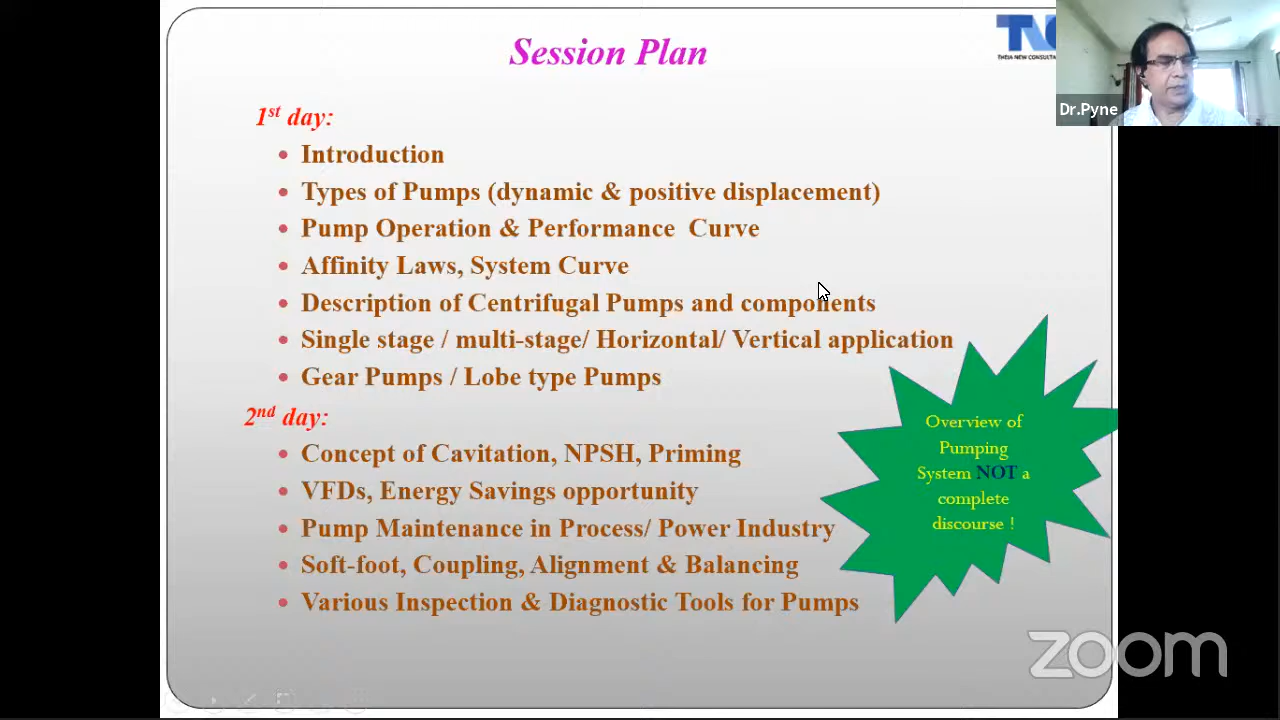 Session Plan
1st day:
Introduction
Types of Pumps (dynamic & positive displacement)
Pump Operation & Performance Curve
Affinity Laws, System Curve
Description of Centrifugal Pumps and components
Single stage / multi-stage/ Horizontal/ Vertical application
Gear Pumps / Lobe type Pumps
2nd day:
Concept of Cavitation, NPSH, Priming
VFDs, Energy Savings opportunity
Pump Maintenance in Process/ Power Industry
Soft-foot, Coupling, Alignment & Balancing
Various Inspection & Diagnostic Tools for Pumps
Overview of
Pumping
System NOT a
complete
discourse !
THEIA NEW
Dr.Pyne
zoom